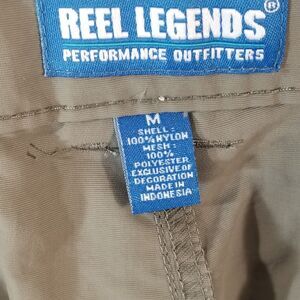 REEL LEGENDS®
PERFORMANCE OUTFITTERS
M
SHELL:
100% NYLON
MESH:
100%
POLYESTER
EXCLUSIVE OF
DECORATION
MADE IN
INDONESIA